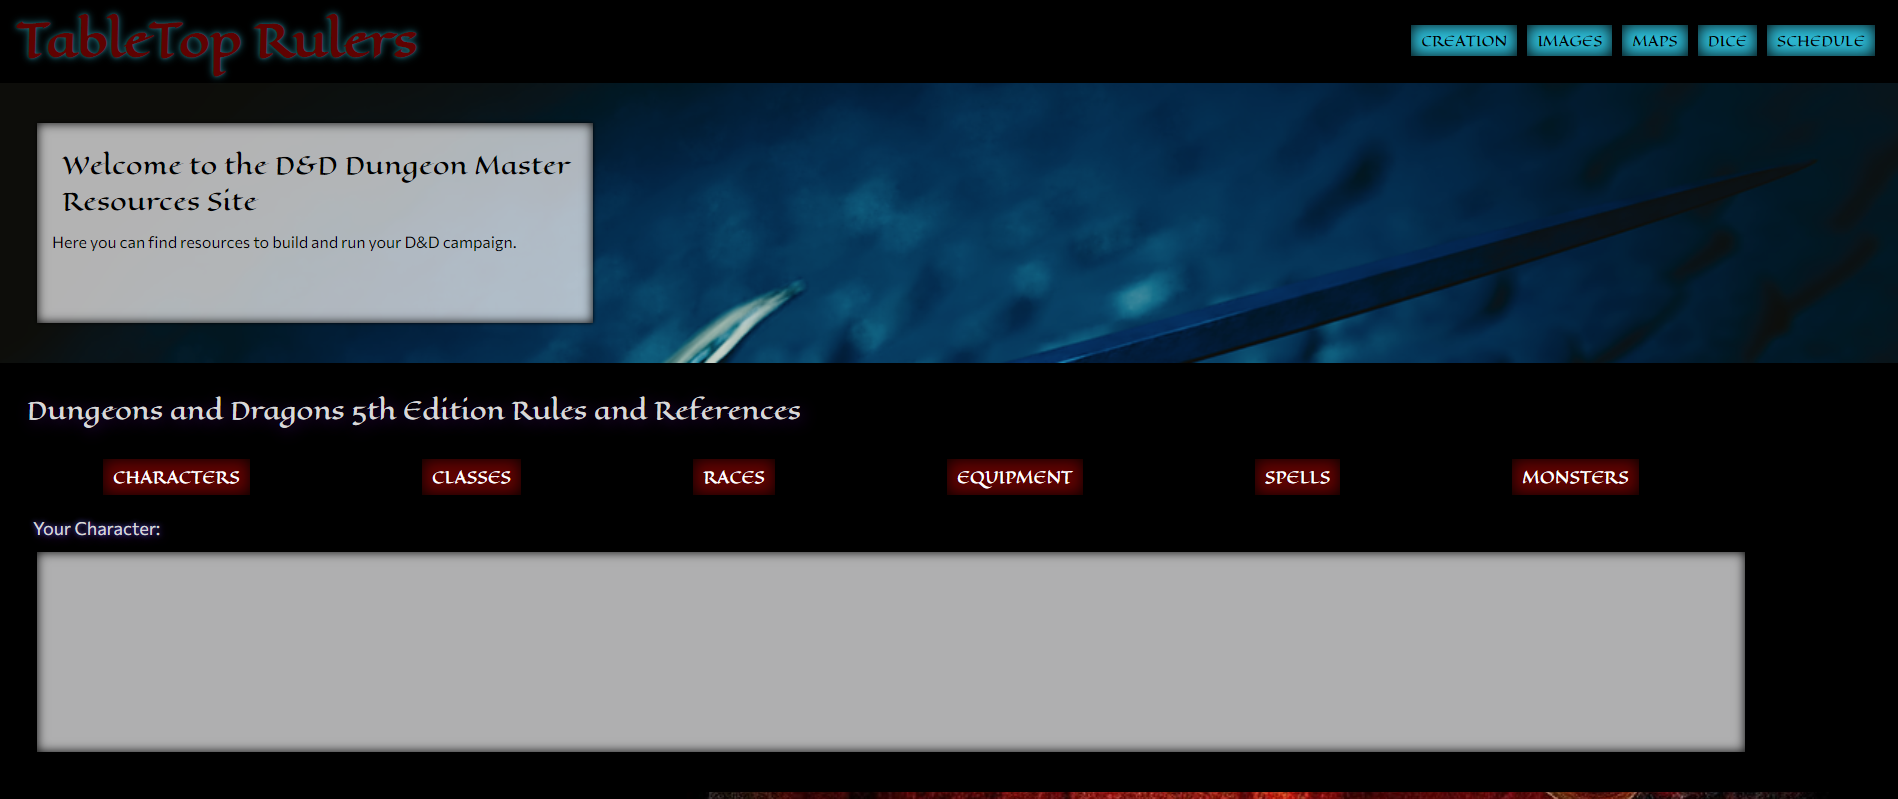 TableTop Rulers
CREATION IMAGES MAPS DICE SCHEDULE
Welcome to the D&D Dungeon Master
Resources Site
Here you can find resources to build and run your D&D campaign.
Dungeons and Dragons 5th Edition Rules and References
CHARACTERS CLASSES RACES EQUIPMENT SPELLS MONSTERS
Your Character: